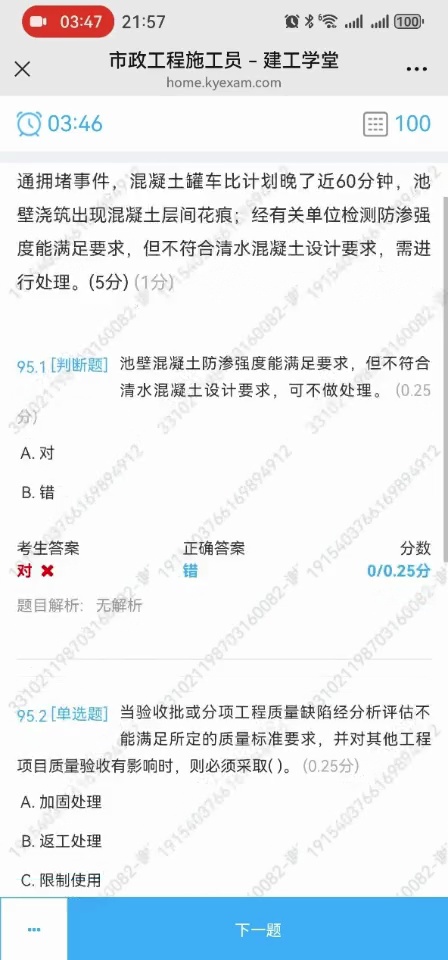 03:47 21:57 100
市政工程施工员 – 建工学堂
home.kyexam.com
03:46 100
通拥堵事件，混凝土罐车比计划晚了近60分钟，池
壁浇筑出现混凝土层间花痕；经有关单位检测防渗强
度能满足要求，但不符合清水混凝土设计要求，需进
行处理。(5分) (1分)
95.1 [判断题] 池壁混凝土防渗强度能满足要求，但不符合
清水混凝土设计要求，可不做处理。 (0.25
分)
A. 对
B. 错
考生答案 正确答案 分数
对 错 0/0.25分
题目解析: 无解析
95.2 [单选题] 当验收批或分项工程质量缺陷经分析评估不
能满足所定的质量标准要求，并对其他工程
项目质量验收有影响时，则必须采取( )。 (0.25分)
A. 加固处理
B. 返工处理
C. 限制使用
下一题